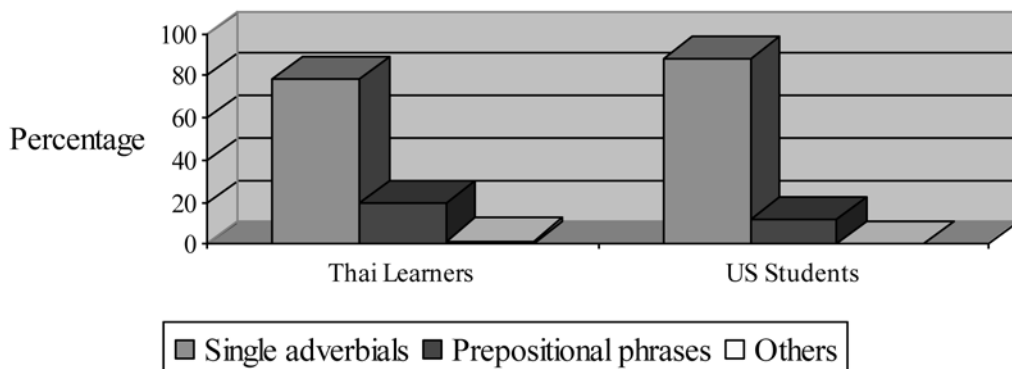 100
80
60
Percentage
40
20
0
Thai Learners US Students
Single adverbials Prepositional phrases Others